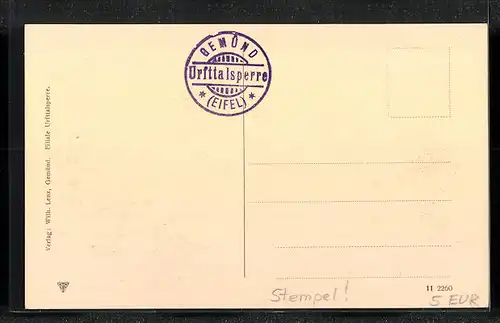 GEMÜND
Urfttalsperre
* (EIFEL) *
Verlag: Wilh. Lenz, Gemünd. Filiale Urfttalsperre.
Stempel!
11 2260
5 EUR